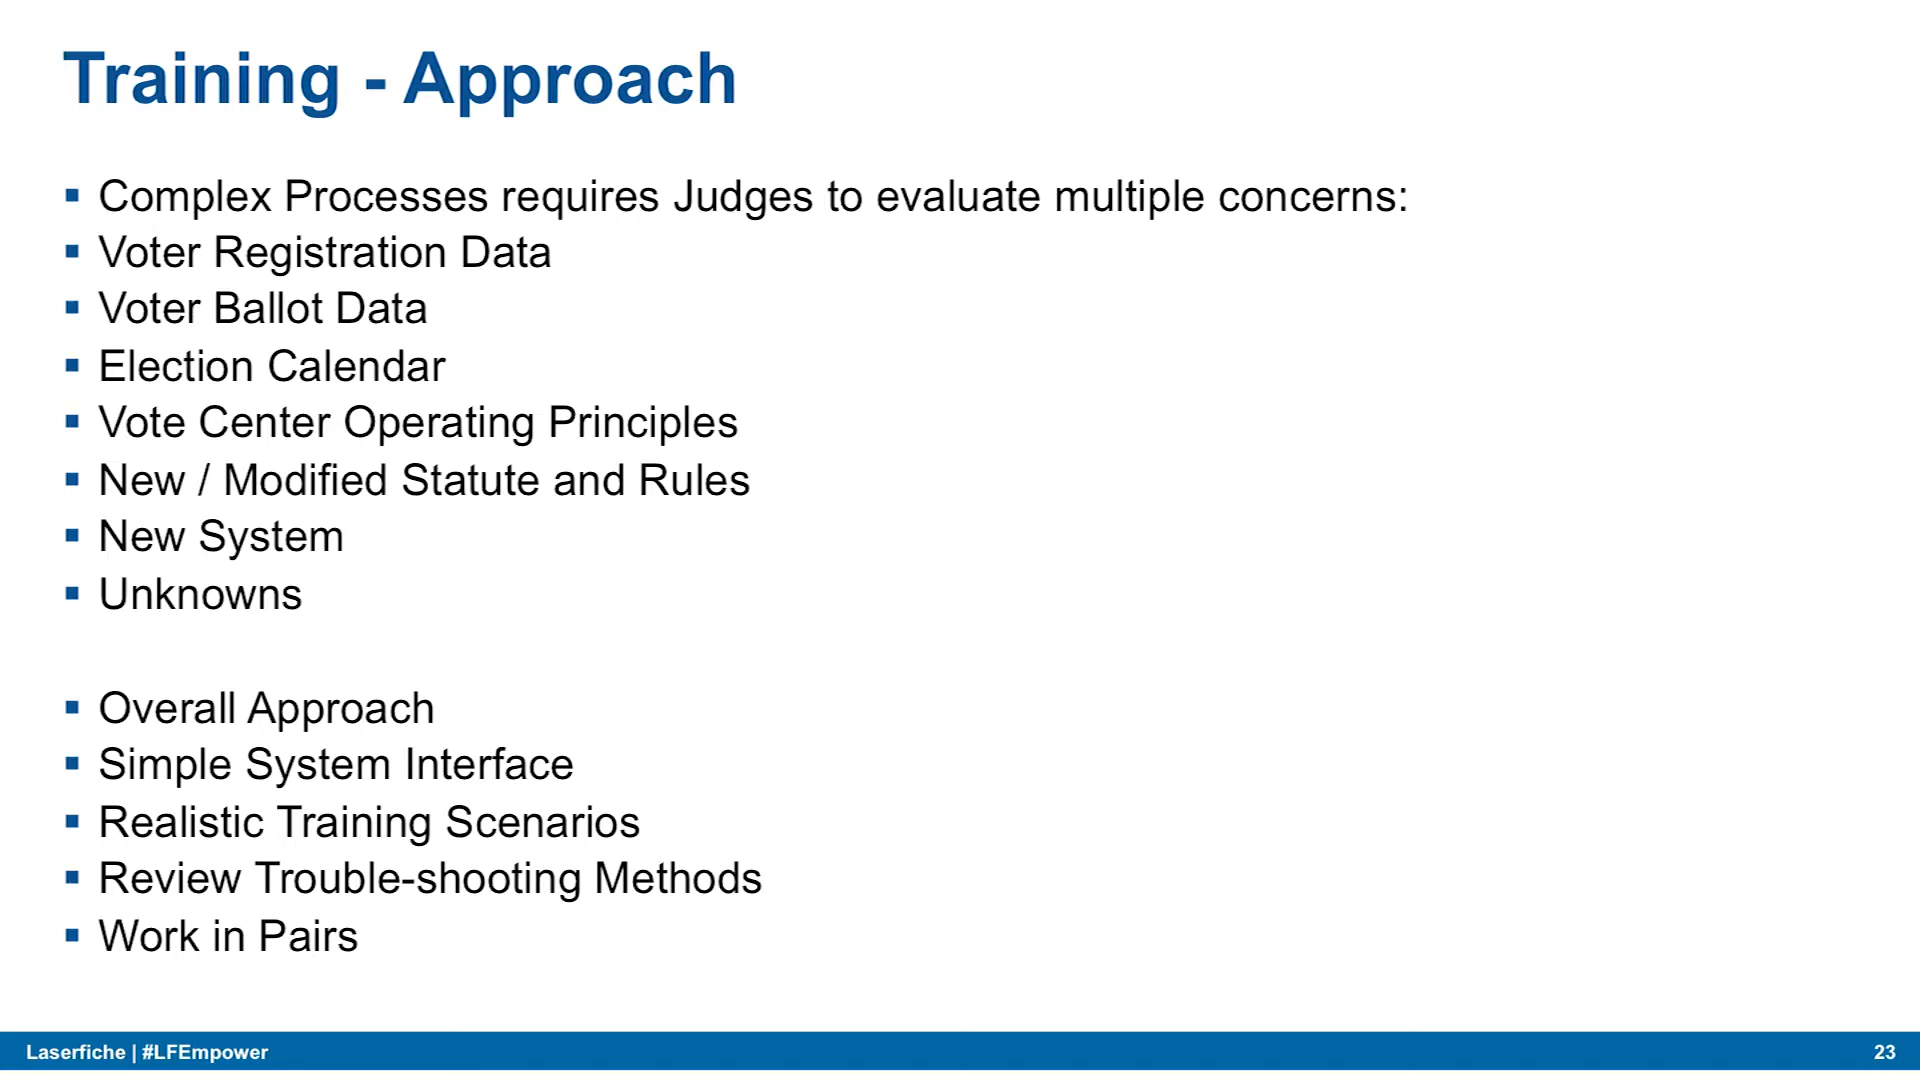 Training - Approach
▪ Complex Processes requires Judges to evaluate multiple concerns:
▪ Voter Registration Data
▪ Voter Ballot Data
▪ Election Calendar
▪ Vote Center Operating Principles
▪ New / Modified Statute and Rules
▪ New System
▪ Unknowns
▪ Overall Approach
▪ Simple System Interface
▪ Realistic Training Scenarios
▪ Review Trouble-shooting Methods
▪ Work in Pairs
Laserfiche | #LFEmpower 23